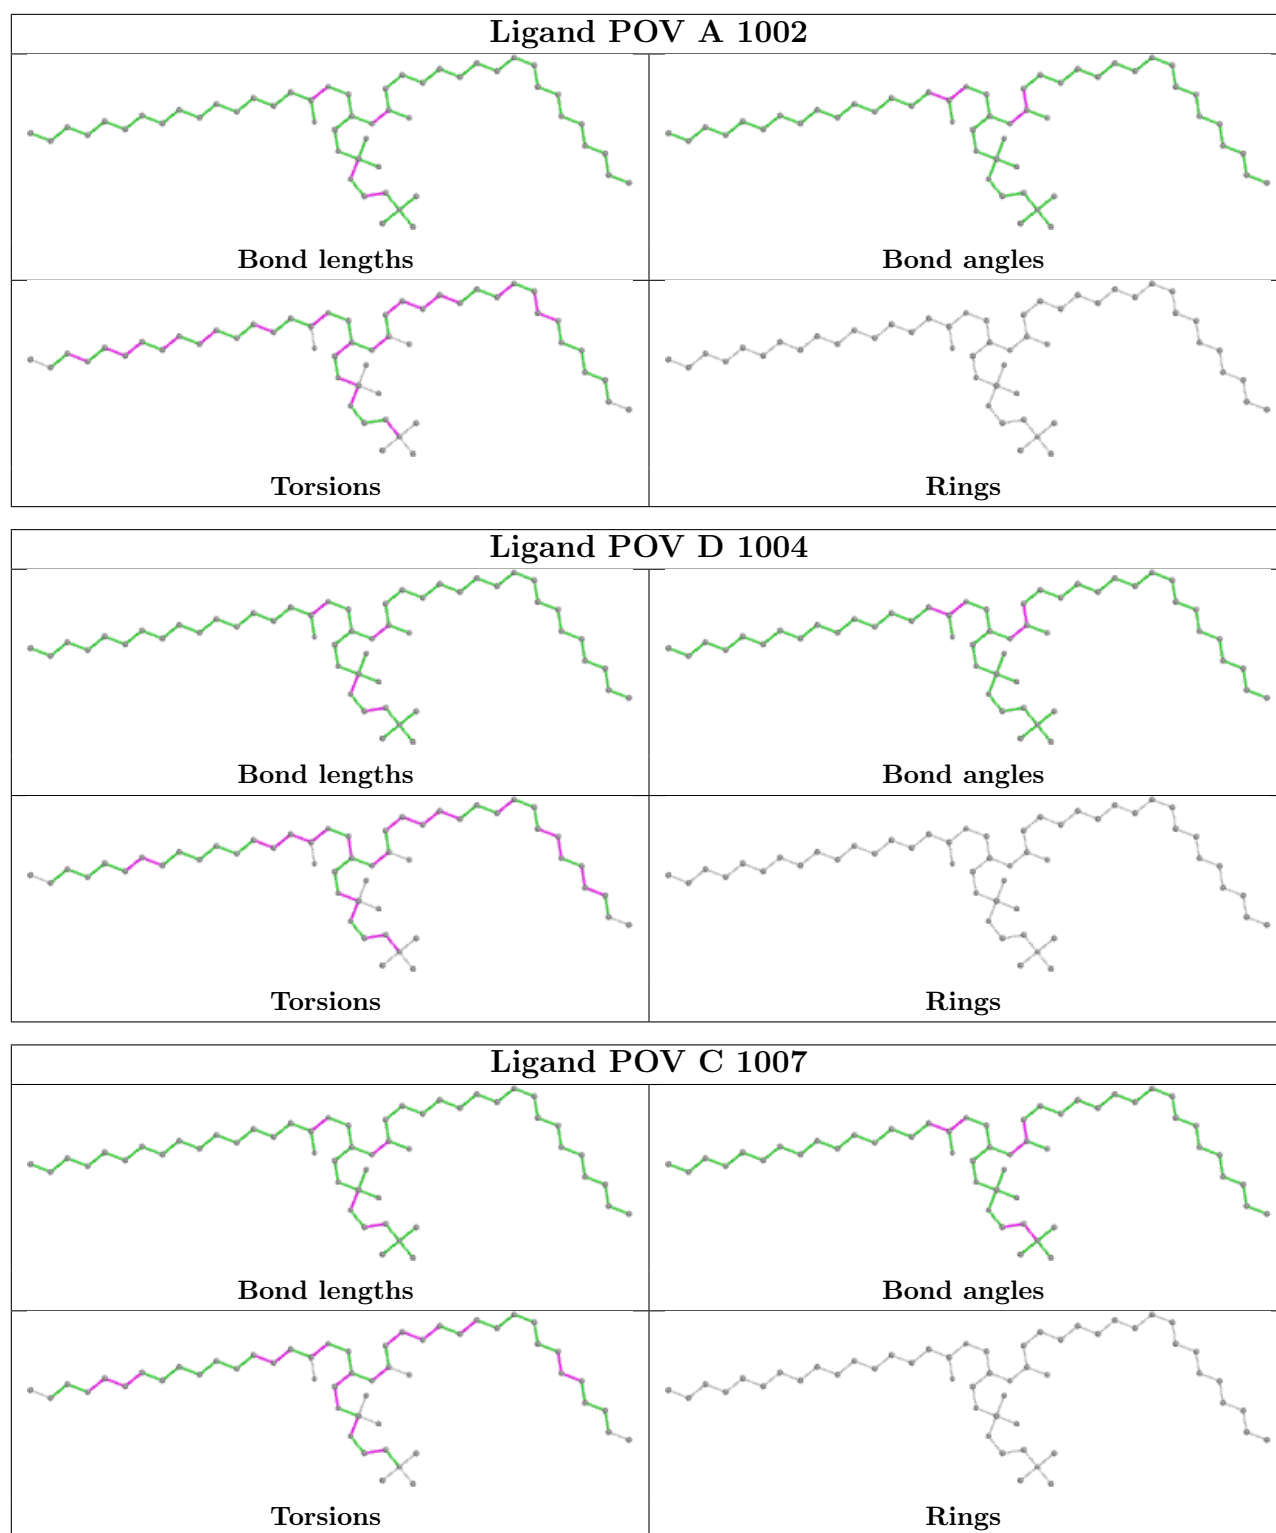 Ligand POV A 1002
Bond lengths
Bond angles
Torsions
Rings
Ligand POV D 1004
Bond lengths
Bond angles
Torsions
Rings
Ligand POV C 1007
Bond lengths
Bond angles
Torsions
Rings